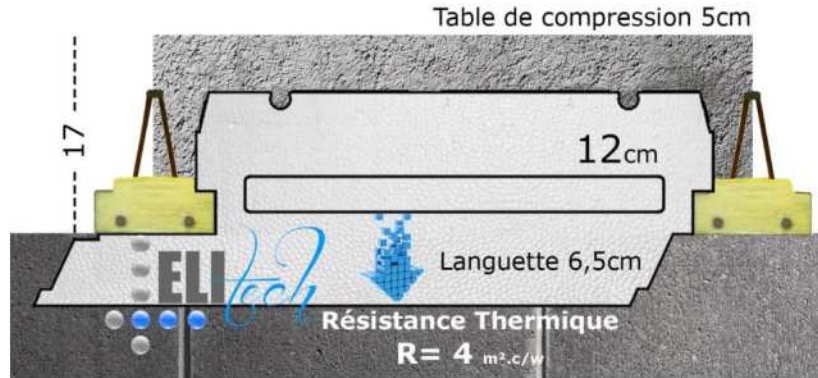 Table de compression 5cm
17
12cm
Languette 6,5cm
ELItech
Résistance Thermique
R= 4 m².c/w